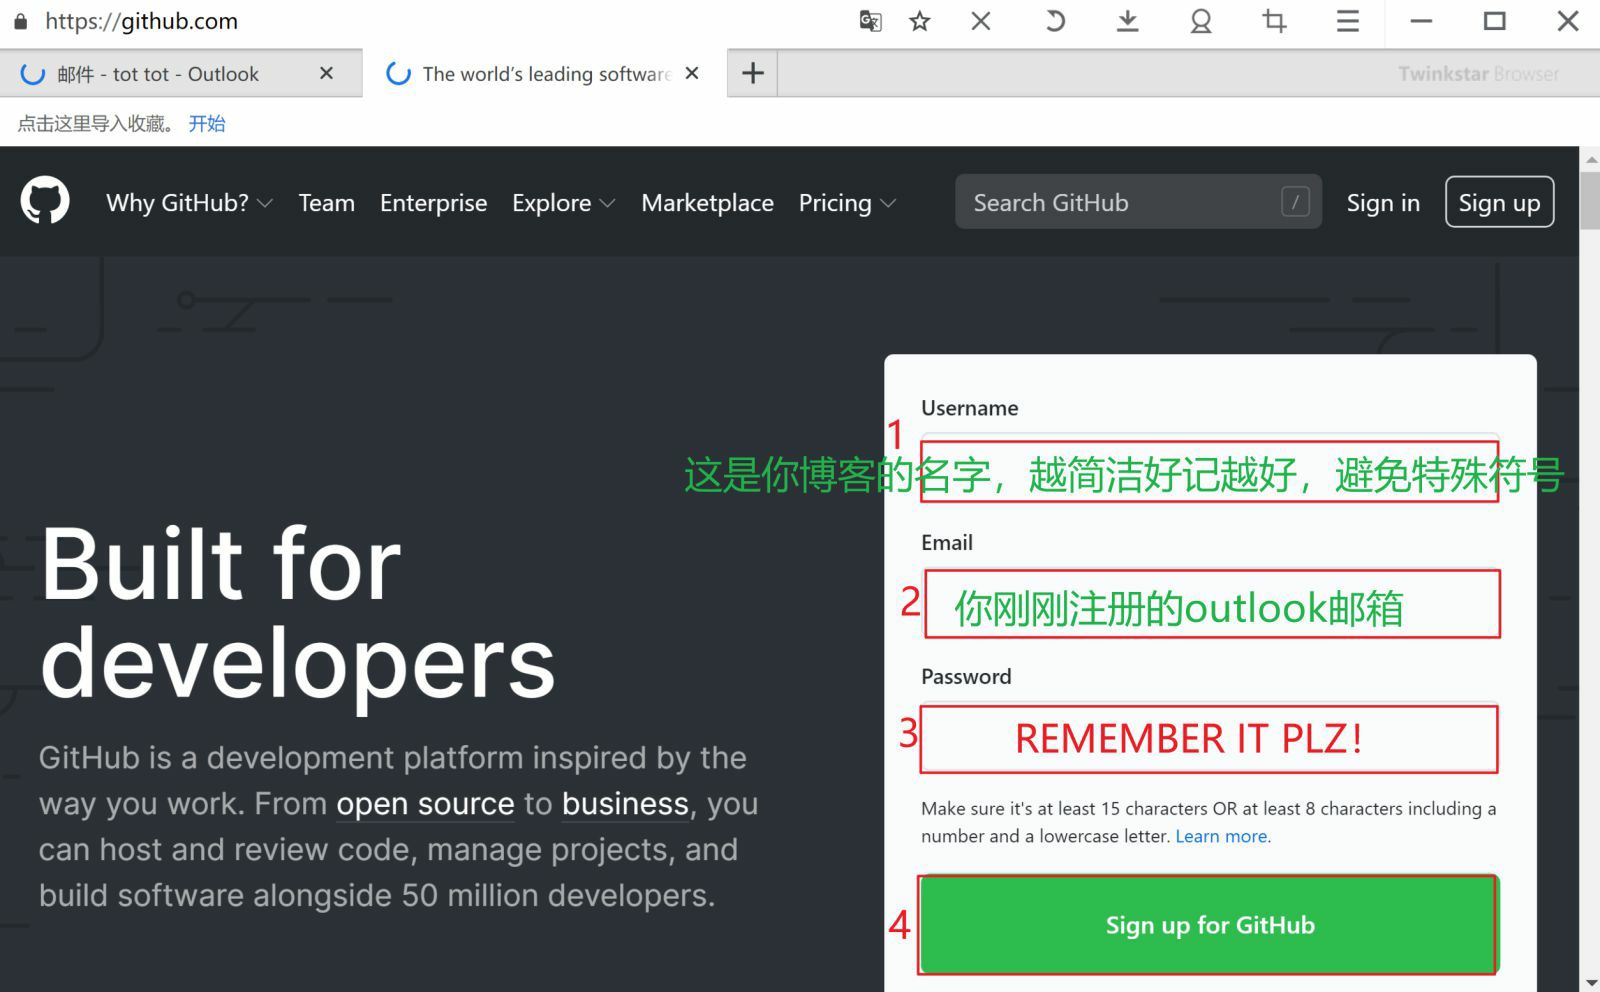 https://github.com
邮件 - tot tot - Outlook
The world’s leading software
Twinkstar Browser
点击这里导入收藏。 开始
Why GitHub? Team Enterprise Explore Marketplace Pricing Search GitHub / Sign in Sign up
Username
1
这是你博客的名字，越简洁好记越好，避免特殊符号
Email
2 你刚刚注册的outlook邮箱
Password
3 REMEMBER IT PLZ!
Make sure it's at least 15 characters OR at least 8 characters including a
number and a lowercase letter. Learn more.
4 Sign up for GitHub
Built for
developers
GitHub is a development platform inspired by the
way you work. From open source to business, you
can host and review code, manage projects, and
build software alongside 50 million developers.